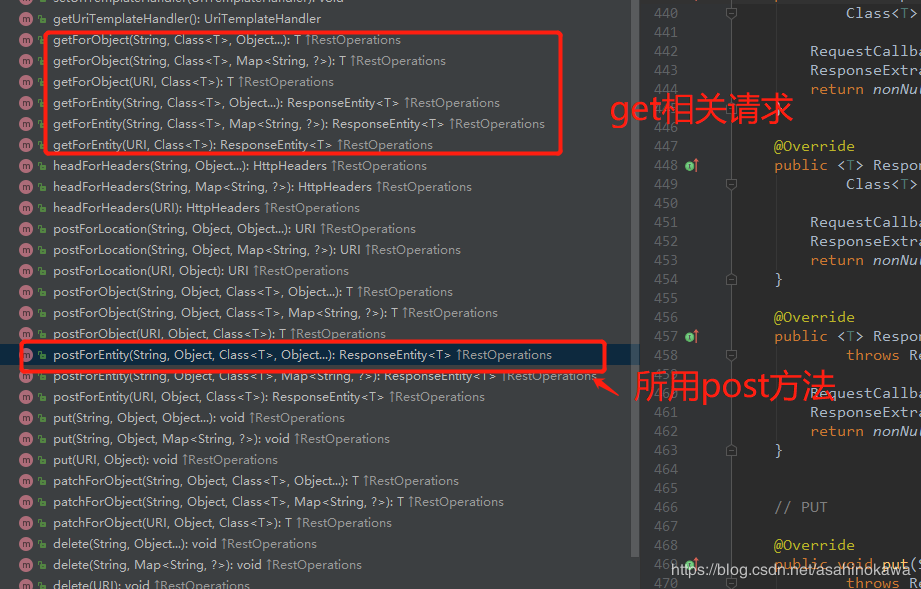 setUriTemplateHandler(UriTemplateHandler): void
getUriTemplateHandler(): UriTemplateHandler
getForObject(String, Class<T>, Object...): T ↑RestOperations
getForObject(String, Class<T>, Map<String, ?>): T ↑RestOperations
getForObject(URI, Class<T>): T ↑RestOperations
getForEntity(String, Class<T>, Object...): ResponseEntity<T> ↑RestOperations
getForEntity(String, Class<T>, Map<String, ?>): ResponseEntity<T> ↑RestOperations
getForEntity(URI, Class<T>): ResponseEntity<T> ↑RestOperations
headForHeaders(String, Object...): HttpHeaders ↑RestOperations
headForHeaders(String, Map<String, ?>): HttpHeaders ↑RestOperations
headForHeaders(URI): HttpHeaders ↑RestOperations
postForLocation(String, Object, Object...): URI ↑RestOperations
postForLocation(String, Object, Map<String, ?>): URI ↑RestOperations
postForLocation(URI, Object): URI ↑RestOperations
postForObject(String, Object, Class<T>, Object...): T ↑RestOperations
postForObject(String, Object, Class<T>, Map<String, ?>): T ↑RestOperations
postForObject(URI, Object, Class<T>): T ↑RestOperations
postForEntity(String, Object, Class<T>, Object...): ResponseEntity<T> ↑RestOperations
postForEntity(String, Object, Class<T>, Map<String, ?>): ResponseEntity<T> ↑RestOperations
postForEntity(URI, Object, Class<T>): ResponseEntity<T> ↑RestOperations
put(String, Object, Object...): void ↑RestOperations
put(String, Object, Map<String, ?>): void ↑RestOperations
put(URI, Object): void ↑RestOperations
patchForObject(String, Object, Class<T>, Object...): T ↑RestOperations
patchForObject(String, Object, Class<T>, Map<String, ?>): T ↑RestOperations
patchForObject(URI, Object, Class<T>): T ↑RestOperations
delete(String, Object...): void ↑RestOperations
delete(String, Map<String, ?>): void ↑RestOperations
delete(URI): void ↑RestOperations
get相关请求
所用post方法
440 Class<T>
441
442 RequestCallba
443 ResponseExtra
444 return nonNul
446
447 @Override
448 public <T> Respon
449 Class<T>
450
451 RequestCallba
452 ResponseExtra
453 return nonNul
454 }
455
456 @Override
457 public <T> Respon
458 throws Re
RequestCallba
461 ResponseExtra
462 return nonNul
463 }
464
465
466 // PUT
467
468 @Override
469 public void put(S
470 throws Re
https://blog.csdn.net/asahinokawa